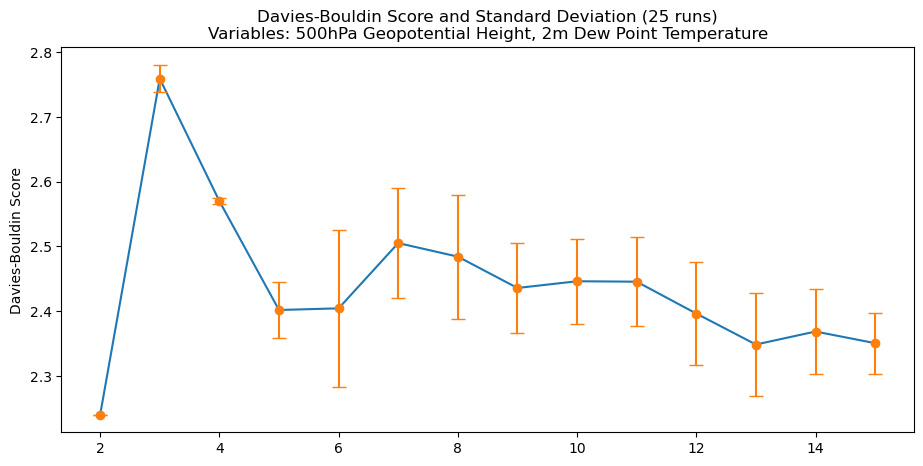 Davies-Bouldin Score and Standard Deviation (25 runs)
Variables: 500hPa Geopotential Height, 2m Dew Point Temperature
Davies-Bouldin Score
2.8
2.7
2.6
2.5
2.4
2.3
2 4 6 8 10 12 14